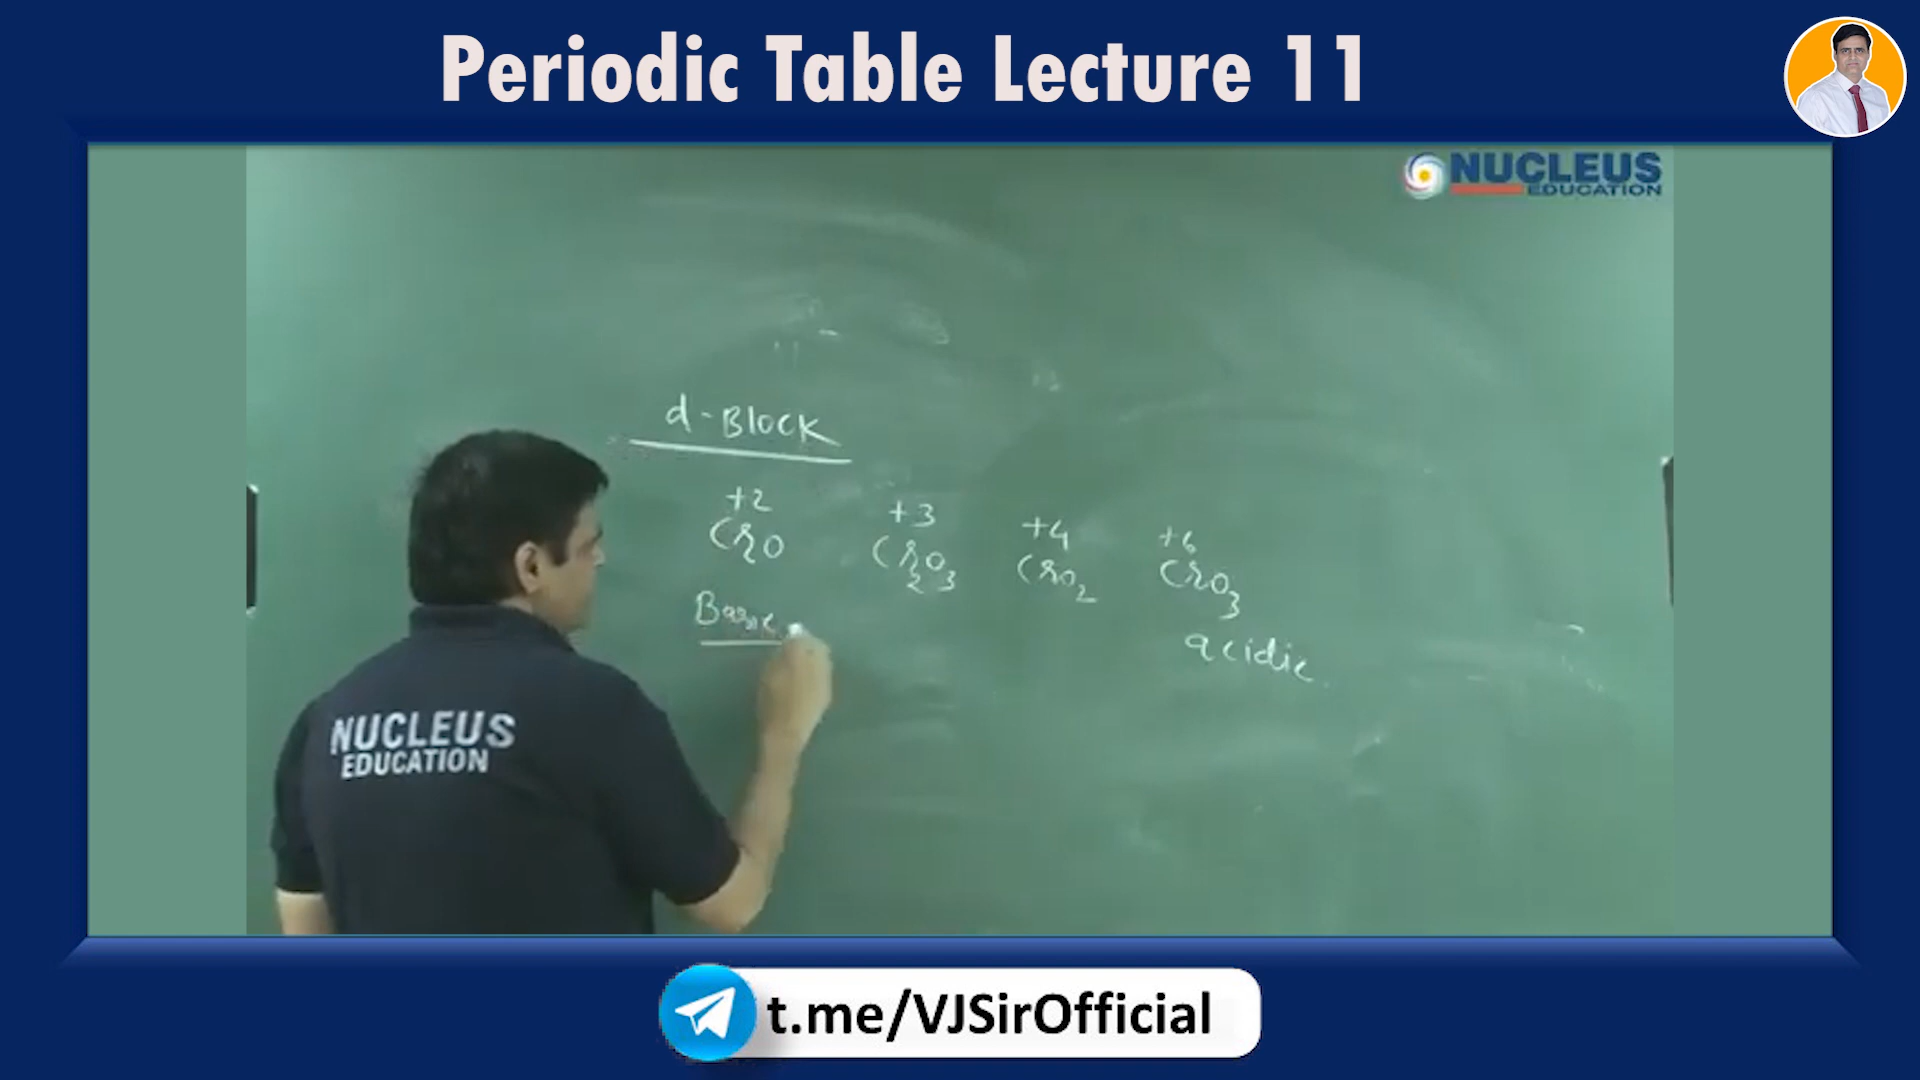 Periodic Table Lecture 11
NUCLEUS
EDUCATION
d-BLOCK
+2 +3 +4 +6
CrO Cr2O3 CrO2 CrO3
Basic
acidic
NUCLEUS
EDUCATION
t.me/VJSirOfficial